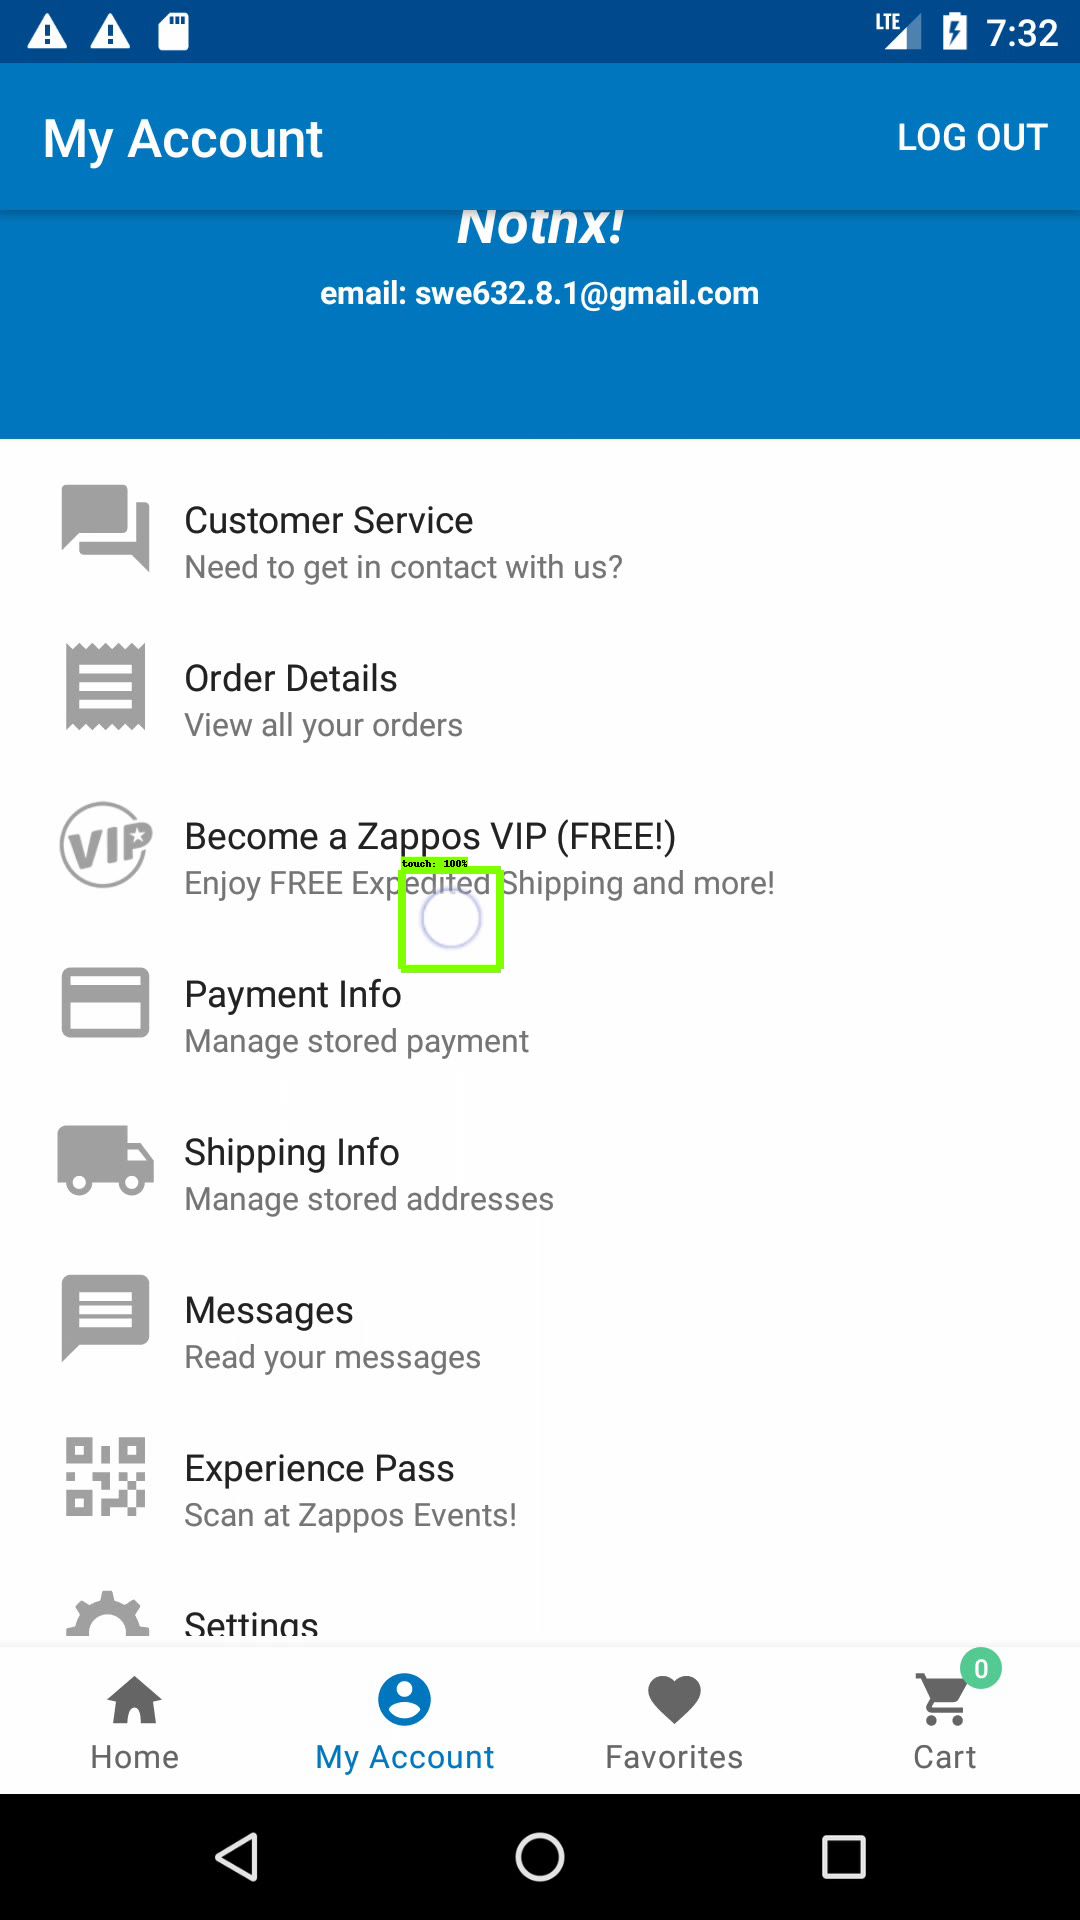 LTE 7:32
My Account LOG OUT
Nothx!
email: swe632.8.1@gmail.com
Customer Service
Need to get in contact with us?
Order Details
View all your orders
VIP
Become a Zappos VIP (FREE!)
touch: 100%
Enjoy FREE Expedited Shipping and more!
Payment Info
Manage stored payment
Shipping Info
Manage stored addresses
Messages
Read your messages
Experience Pass
Scan at Zappos Events!
Settings
0
Home My Account Favorites Cart